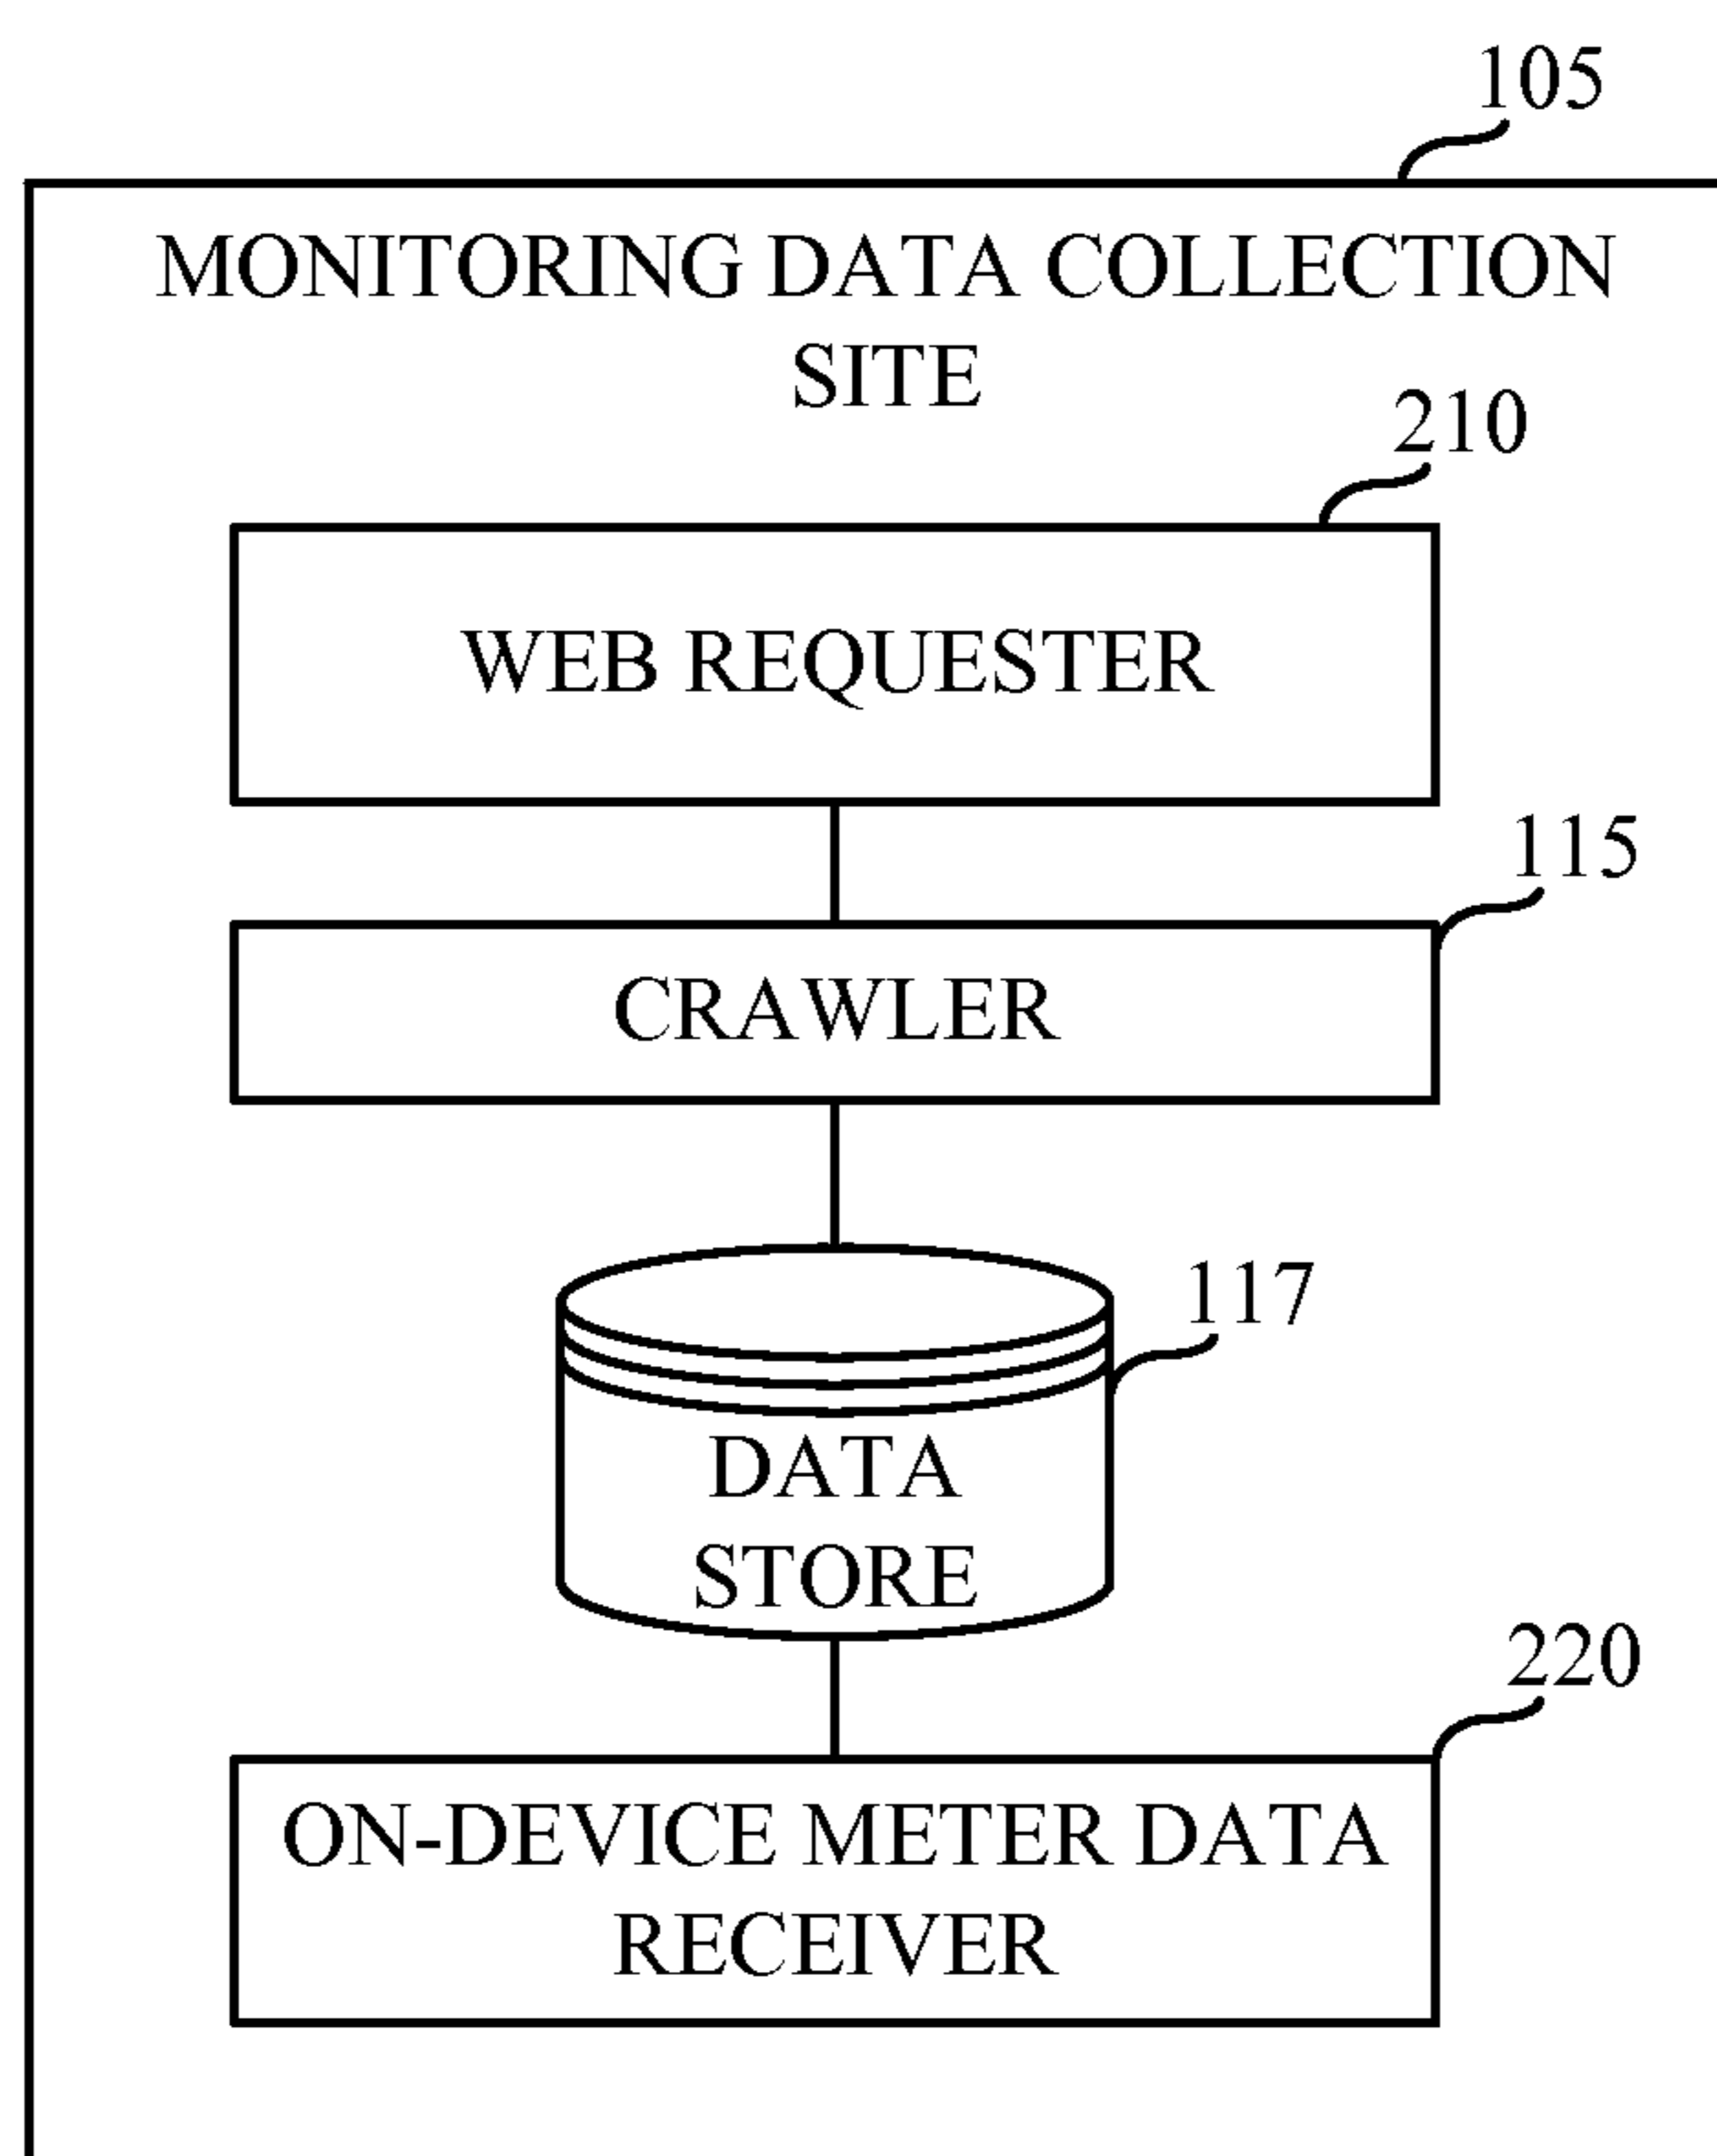 105
MONITORING DATA COLLECTION
SITE
210
WEB REQUESTER
115
CRAWLER
117
DATA
STORE
220
ON-DEVICE METER DATA
RECEIVER